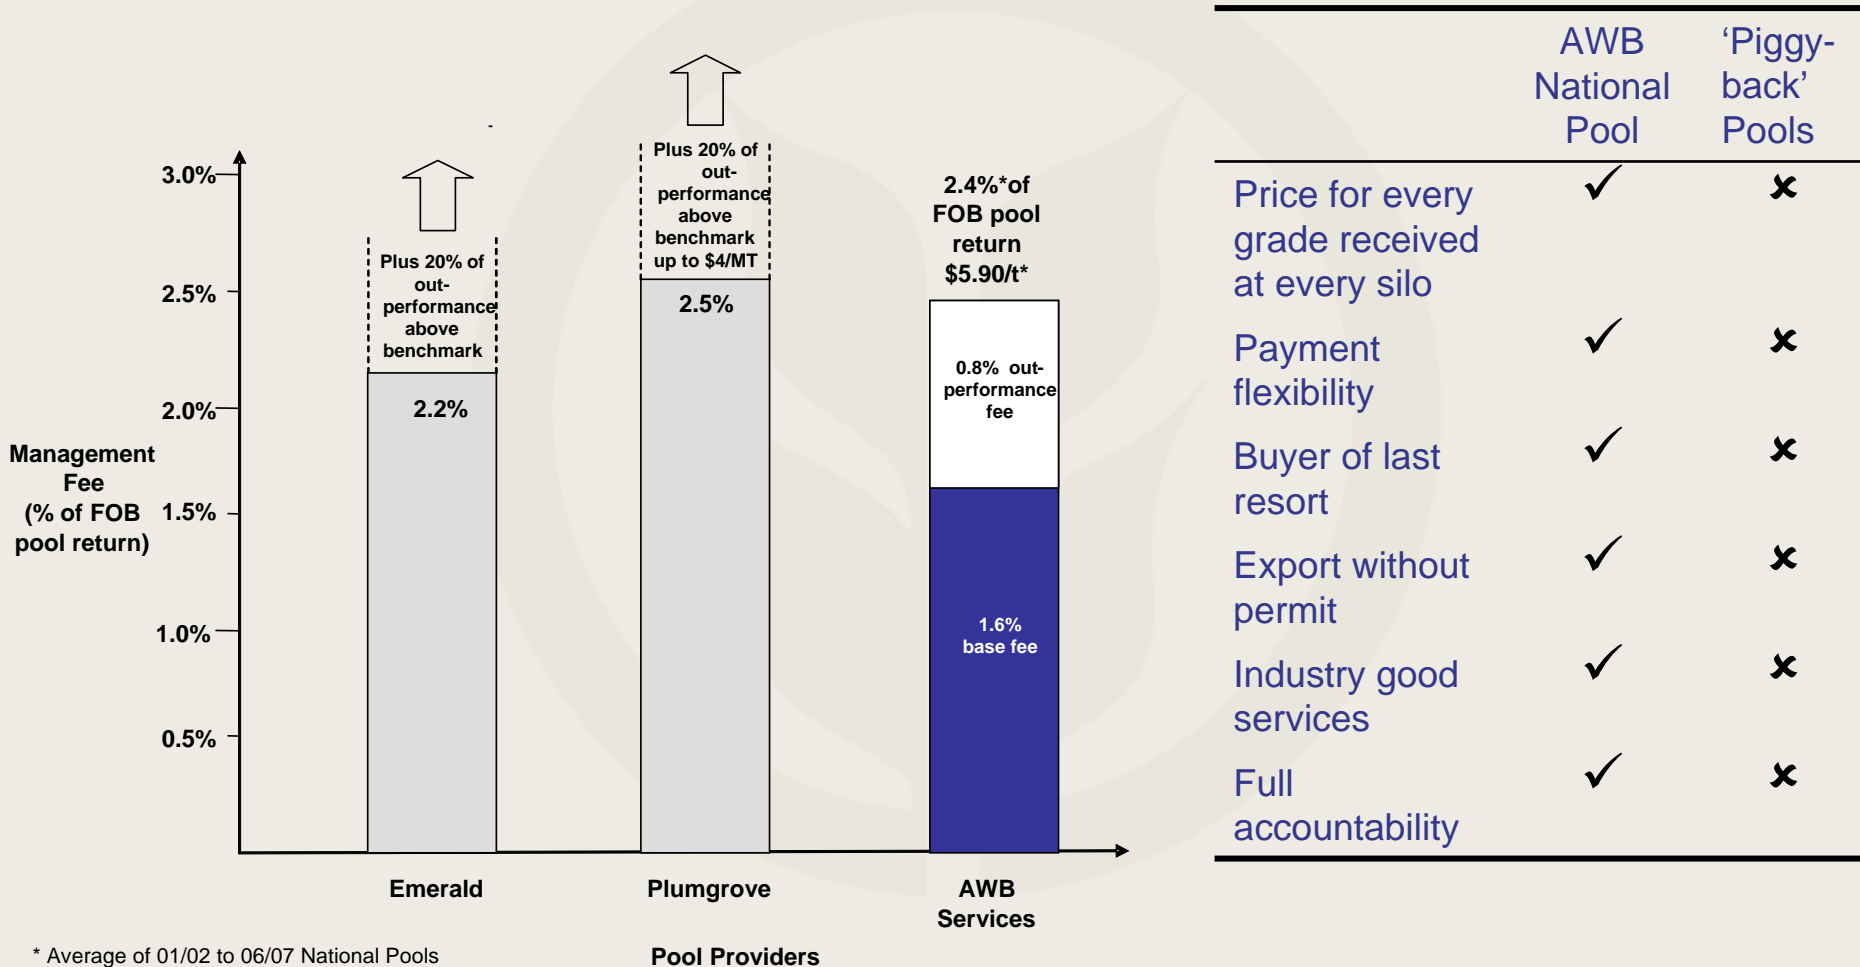 3.0%
2.5%
2.0%
1.5%
1.0%
0.5%
Management
Fee
(% of FOB
pool return)
Plus 20% of
out-
performance
above
benchmark
2.2%
Plus 20% of
out-
performance
above
benchmark
up to $4/MT
2.5%
2.4%*of
FOB pool
return
$5.90/t*
0.8% out-
performance
fee
1.6%
base fee
Emerald
Plumgrove
AWB
Services
Pool Providers
* Average of 01/02 to 06/07 National Pools
AWB
National
Pool
‘Piggy-
back’
Pools
Price for every
grade received
at every silo
✓ ✗
Payment
flexibility
✓ ✗
Buyer of last
resort
✓ ✗
Export without
permit
✓ ✗
Industry good
services
✓ ✗
Full
accountability
✓ ✗